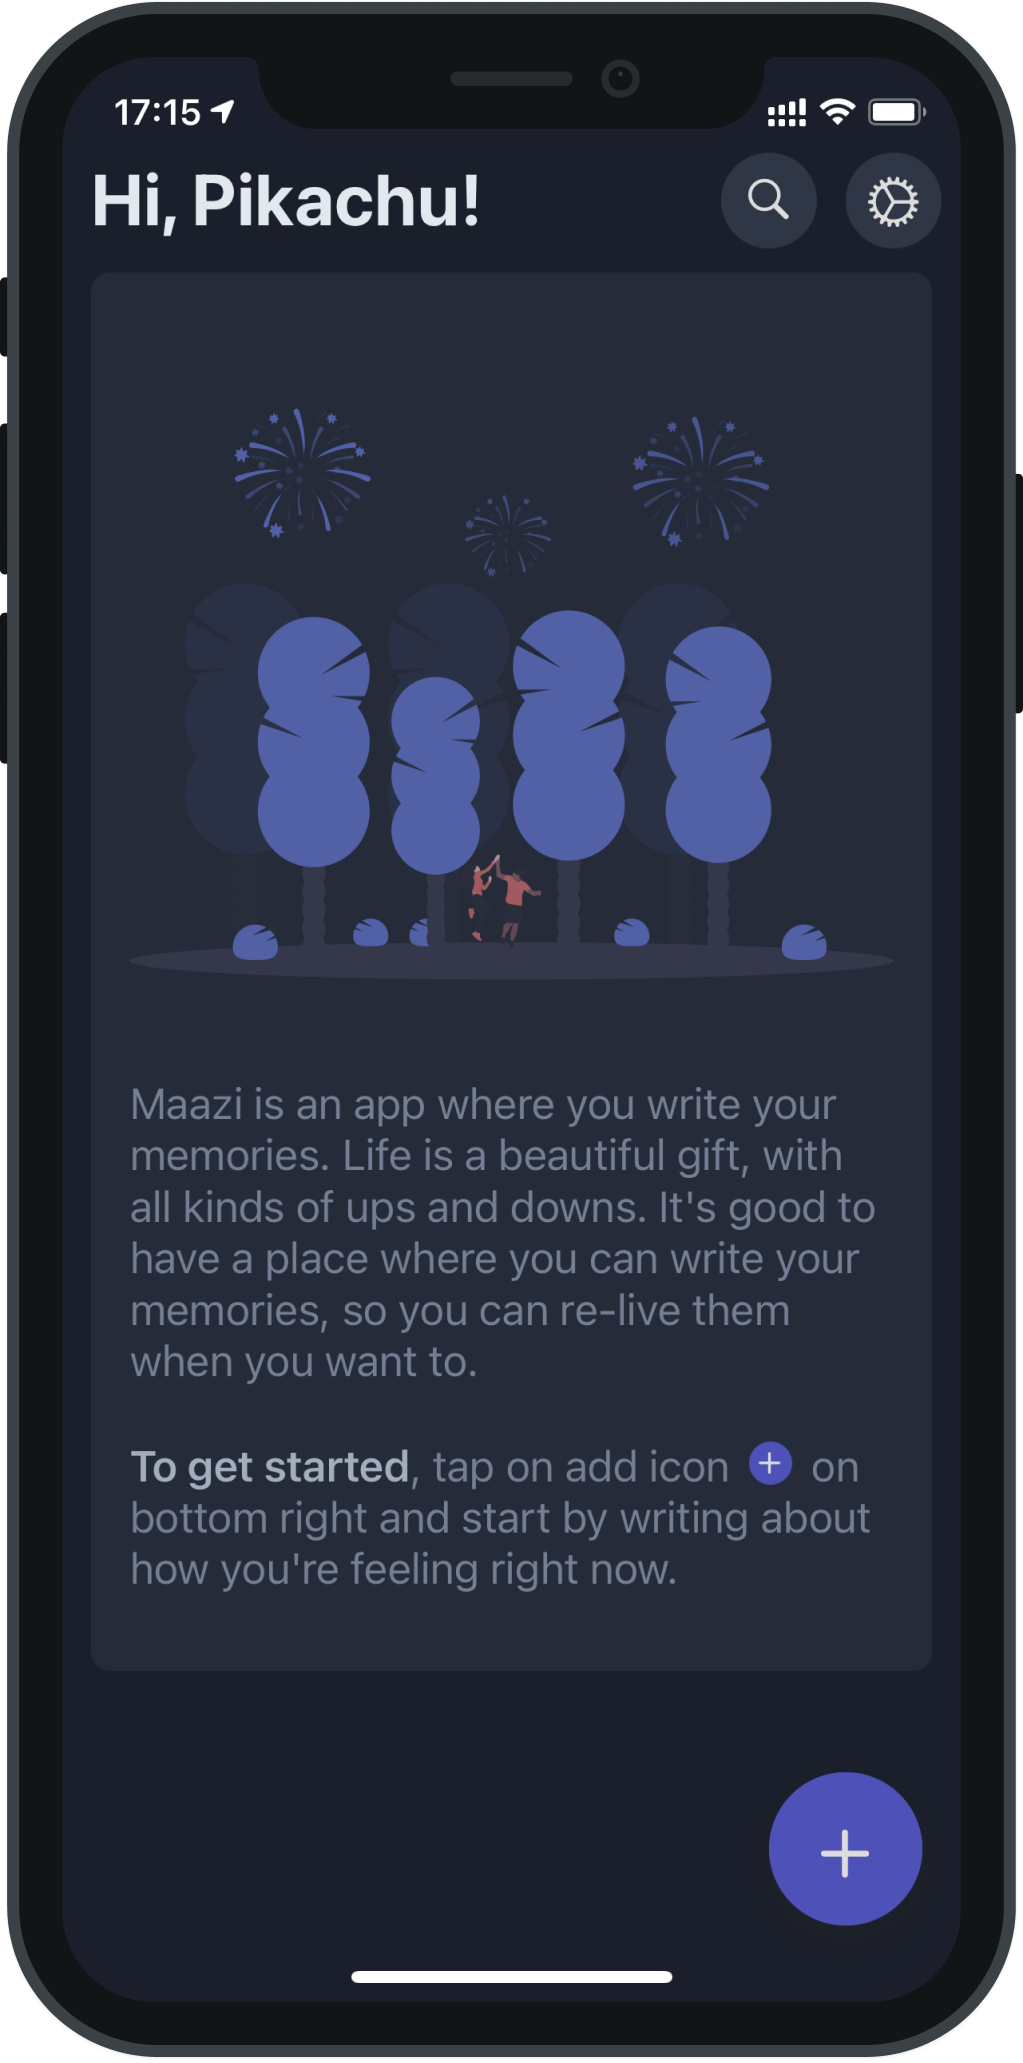 17:15
Hi, Pikachu!
Maazi is an app where you write your
memories. Life is a beautiful gift, with
all kinds of ups and downs. It's good to
have a place where you can write your
memories, so you can re-live them
when you want to.
To get started, tap on add icon + on
bottom right and start by writing about
how you're feeling right now.